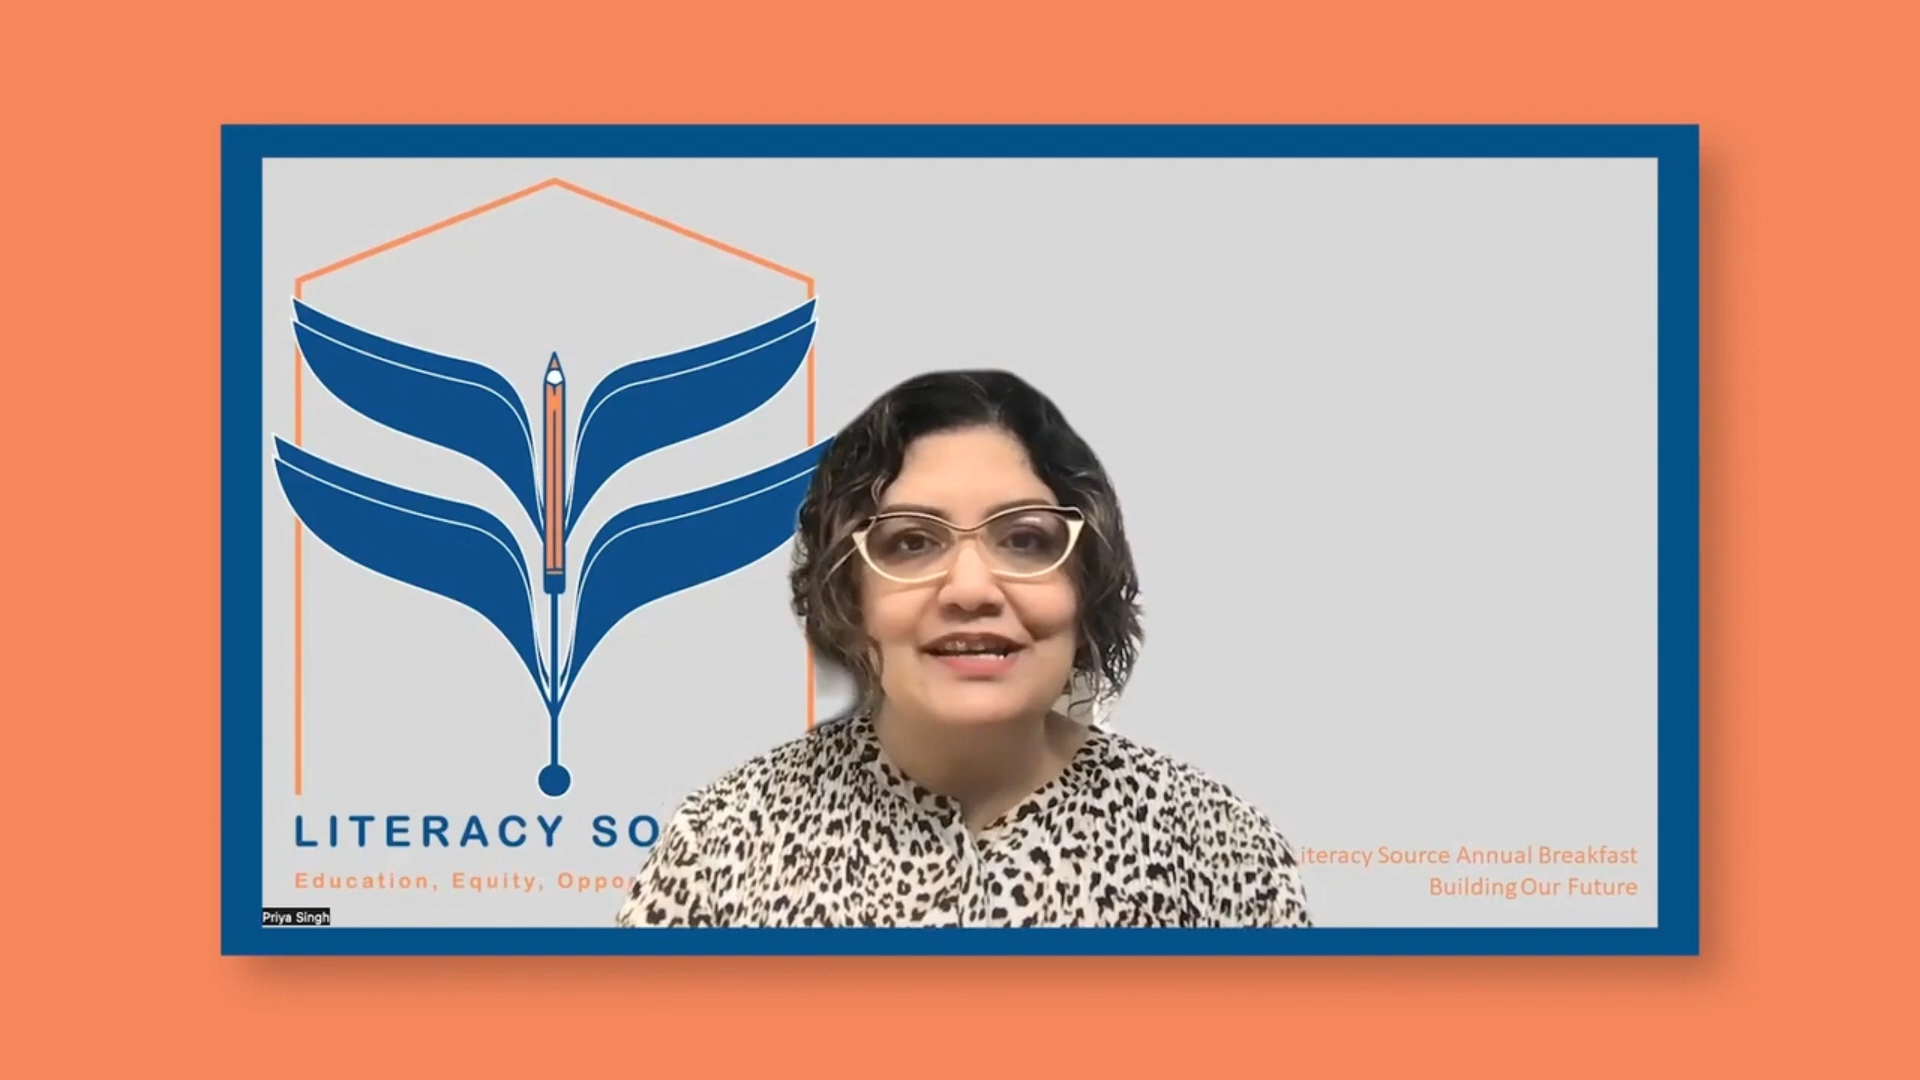 LITERACY SO
Education, Equity, Oppo
Priya Singh
iteracy Source Annual Breakfast
Building Our Future